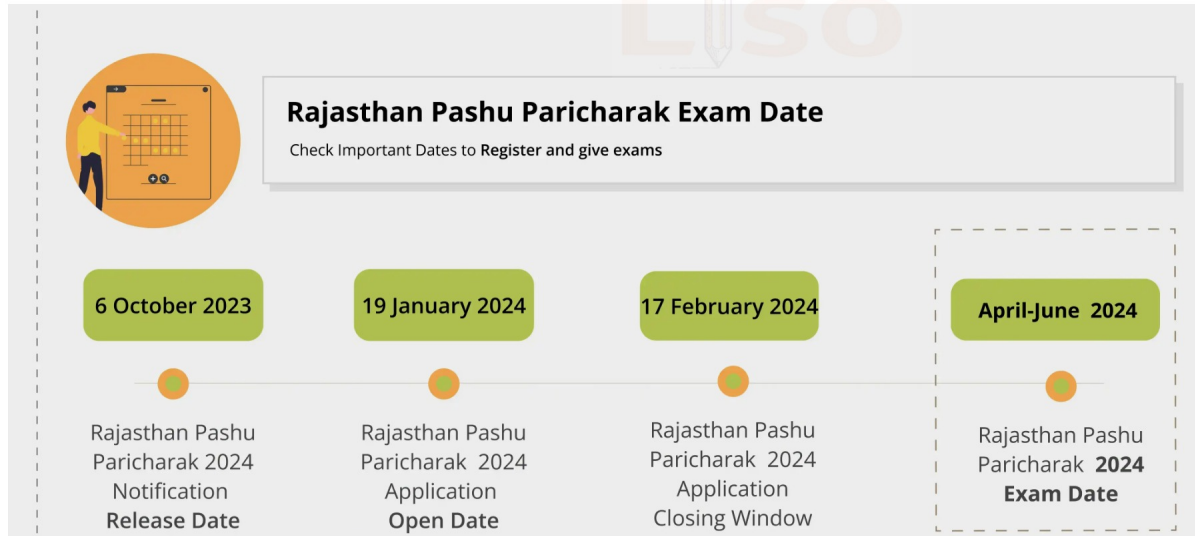 Rajasthan Pashu Paricharak Exam Date
Check Important Dates to Register and give exams
6 October 2023
Rajasthan Pashu
Paricharak 2024
Notification
Release Date
19 January 2024
Rajasthan Pashu
Paricharak 2024
Application
Open Date
17 February 2024
Rajasthan Pashu
Paricharak 2024
Application
Closing Window
April-June 2024
Rajasthan Pashu
Paricharak 2024
Exam Date